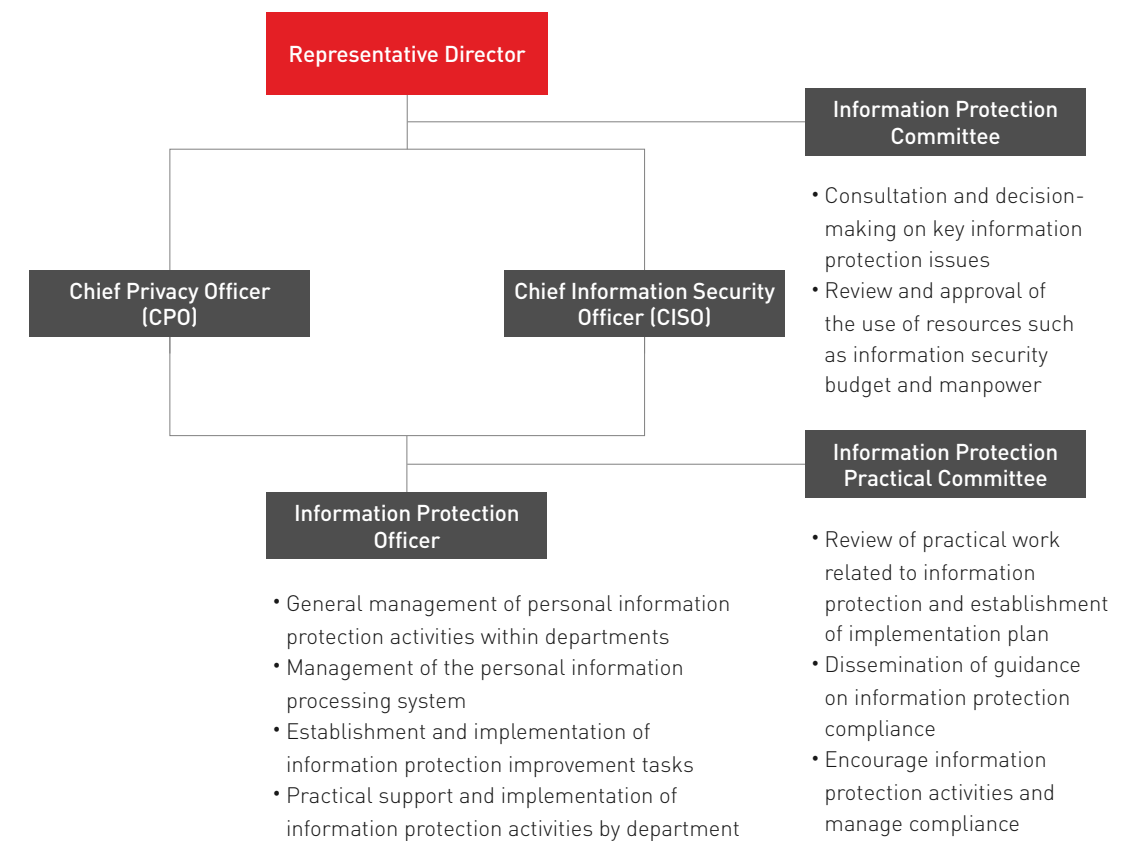 Representative Director
Information Protection
Committee
• Consultation and decision-
making on key information
protection issues
• Review and approval of
the use of resources such
as information security
budget and manpower
Chief Privacy Officer
(CPO)
Chief Information Security
Officer (CISO)
Information Protection
Practical Committee
• Review of practical work
related to information
protection and establishment
of implementation plan
• Dissemination of guidance
on information protection
compliance
• Encourage information
protection activities and
manage compliance
Information Protection
Officer
• General management of personal information
protection activities within departments
• Management of the personal information
processing system
• Establishment and implementation of
information protection improvement tasks
• Practical support and implementation of
information protection activities by department